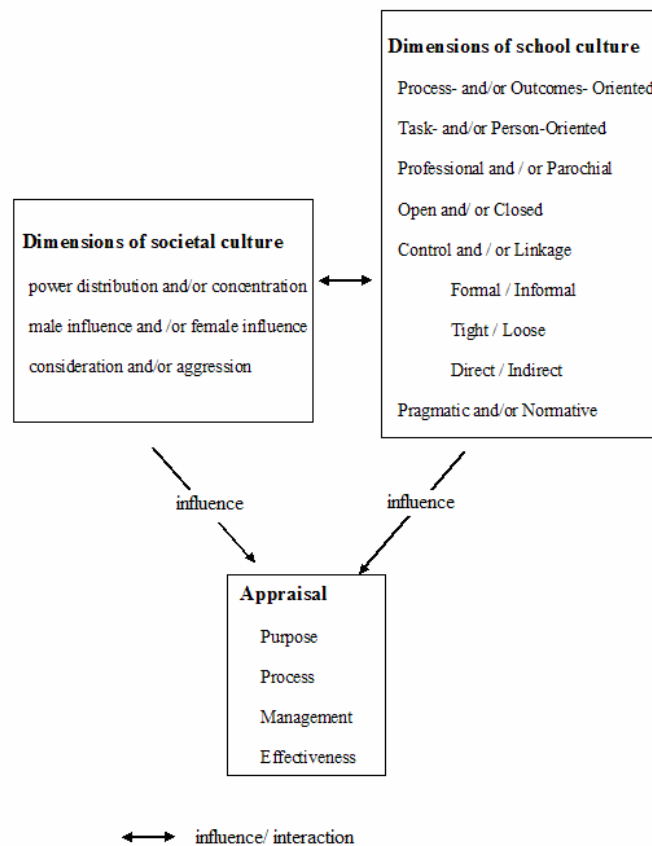 Dimensions of school culture
Process- and/or Outcomes- Oriented
Task- and/or Person-Oriented
Professional and / or Parochial
Open and/ or Closed
Control and / or Linkage
Formal / Informal
Tight / Loose
Direct / Indirect
Pragmatic and/or Normative
Dimensions of societal culture
power distribution and/or concentration
male influence and /or female influence
consideration and/or aggression
influence
influence
Appraisal
Purpose
Process
Management
Effectiveness
influence/ interaction